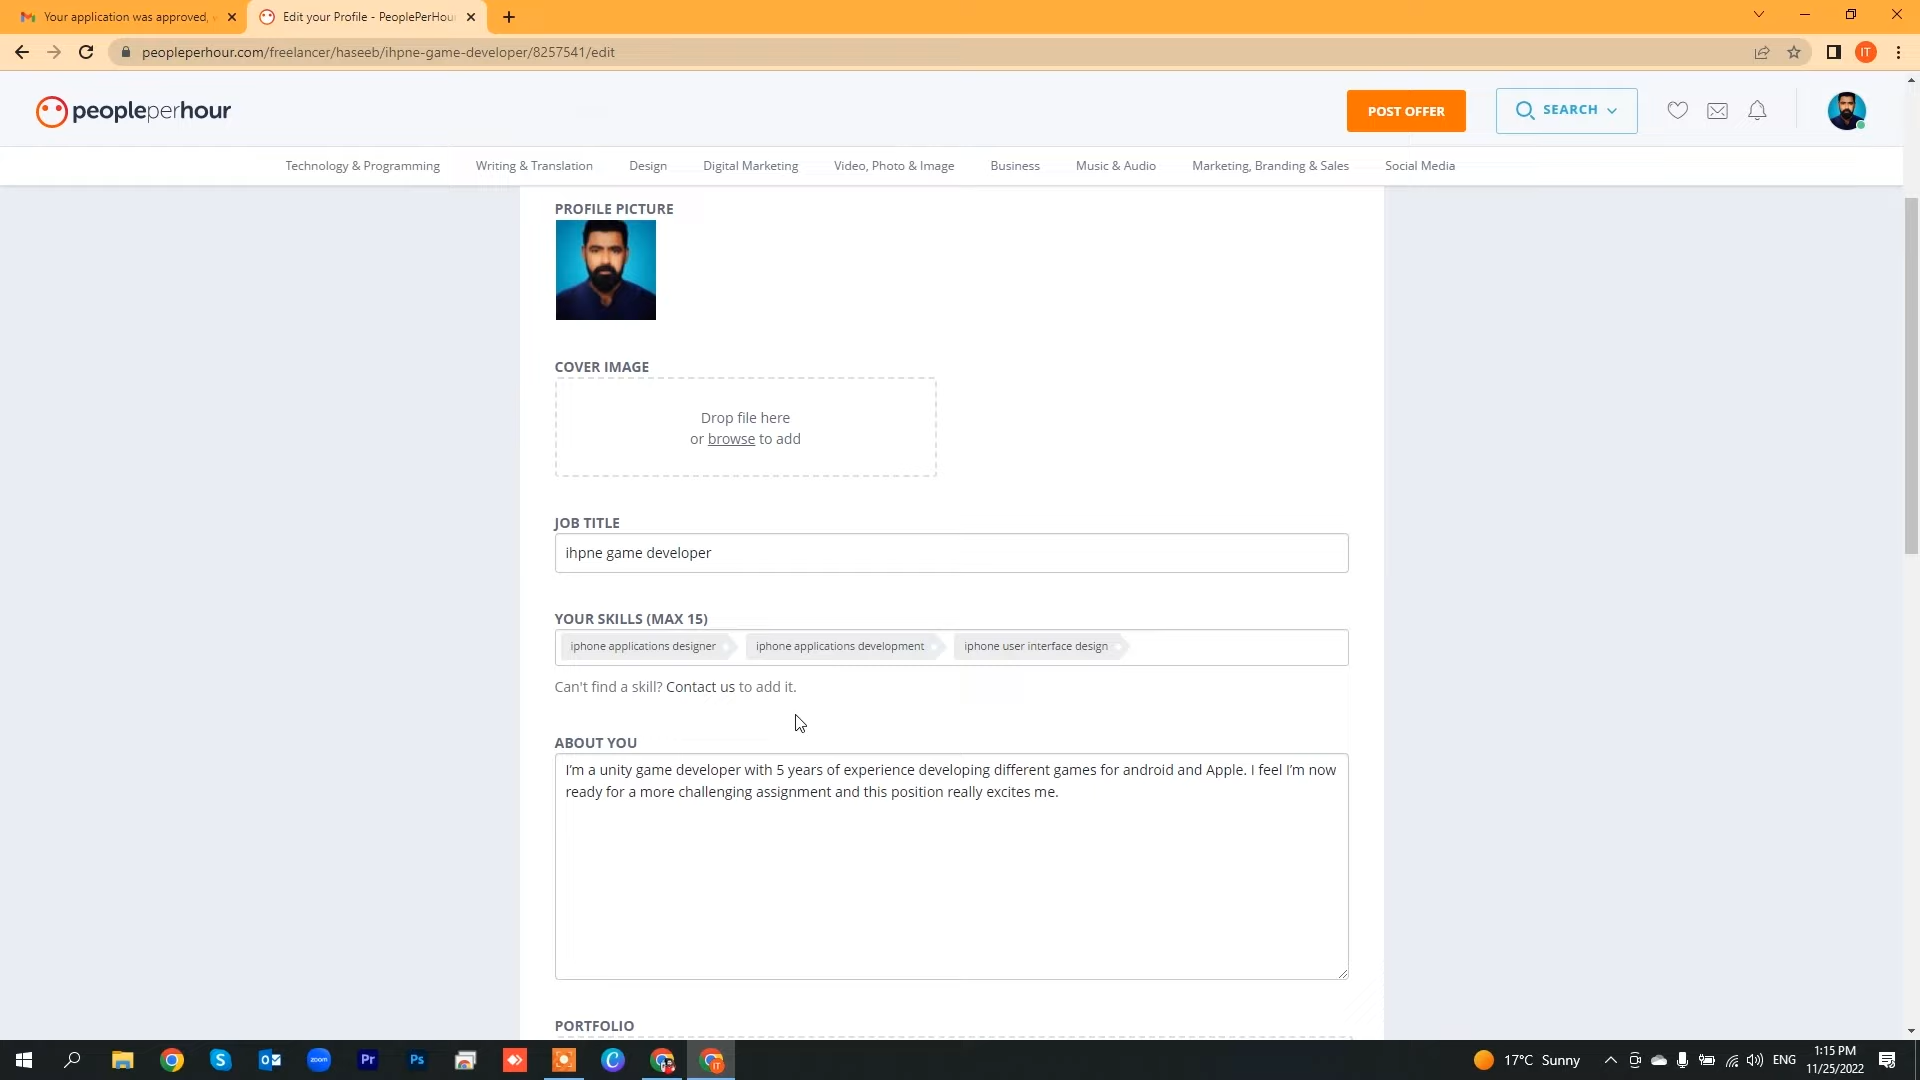 Your application was approved,
Edit your Profile - PeoplePerHou
peopleperhour.com/freelancer/haseeb/ihpne-game-developer/8257541/edit
IT
peopleperhour
POST OFFER
SEARCH
Technology & Programming
Writing & Translation
Design
Digital Marketing
Video, Photo & Image
Business
Music & Audio
Marketing, Branding & Sales
Social Media
PROFILE PICTURE
COVER IMAGE
Drop file here
or browse to add
JOB TITLE
ihpne game developer
YOUR SKILLS (MAX 15)
iphone applications designer
iphone applications development
iphone user interface design
Can't find a skill? Contact us to add it.
ABOUT YOU
I'm a unity game developer with 5 years of experience developing different games for android and Apple. I feel I'm now
ready for a more challenging assignment and this position really excites me.
PORTFOLIO
zoom
Pr
Ps
17°C Sunny
ENG
1:15 PM
11/25/2022